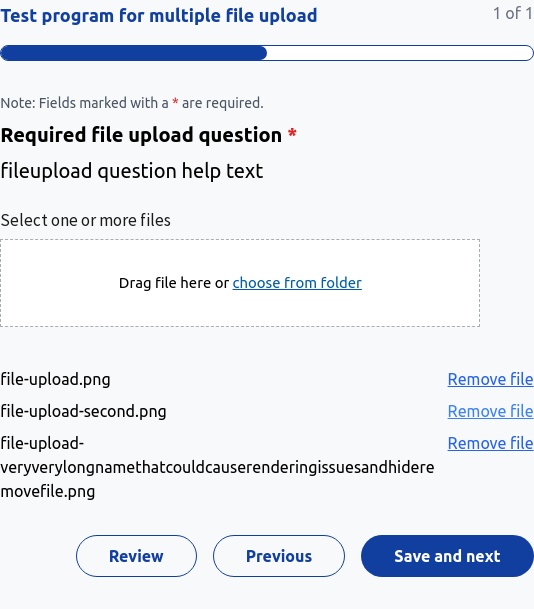 Test program for multiple file upload
1 of 1
Note: Fields marked with a * are required.
Required file upload question *
fileupload question help text
Select one or more files
Drag file here or choose from folder
file-upload.png Remove file
file-upload-second.png Remove file
file-upload- Remove file
veryverylongnamethatcouldcauserenderingissuesandhidere
movefile.png
Review Previous Save and next